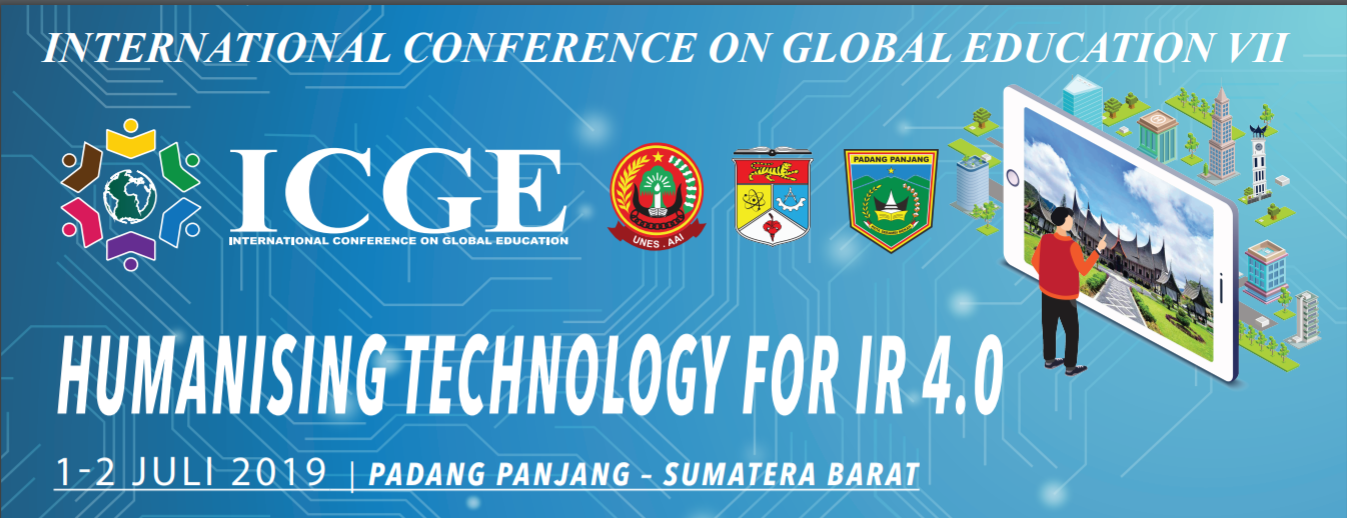 INTERNATIONAL CONFERENCE ON GLOBAL EDUCATION VII
ICGE
INTERNATIONAL CONFERENCE ON GLOBAL EDUCATION
UNES . AAI
PADANG PANJANG
HUMANISING TECHNOLOGY FOR IR 4.0
1-2 JULI 2019 | PADANG PANJANG – SUMATERA BARAT